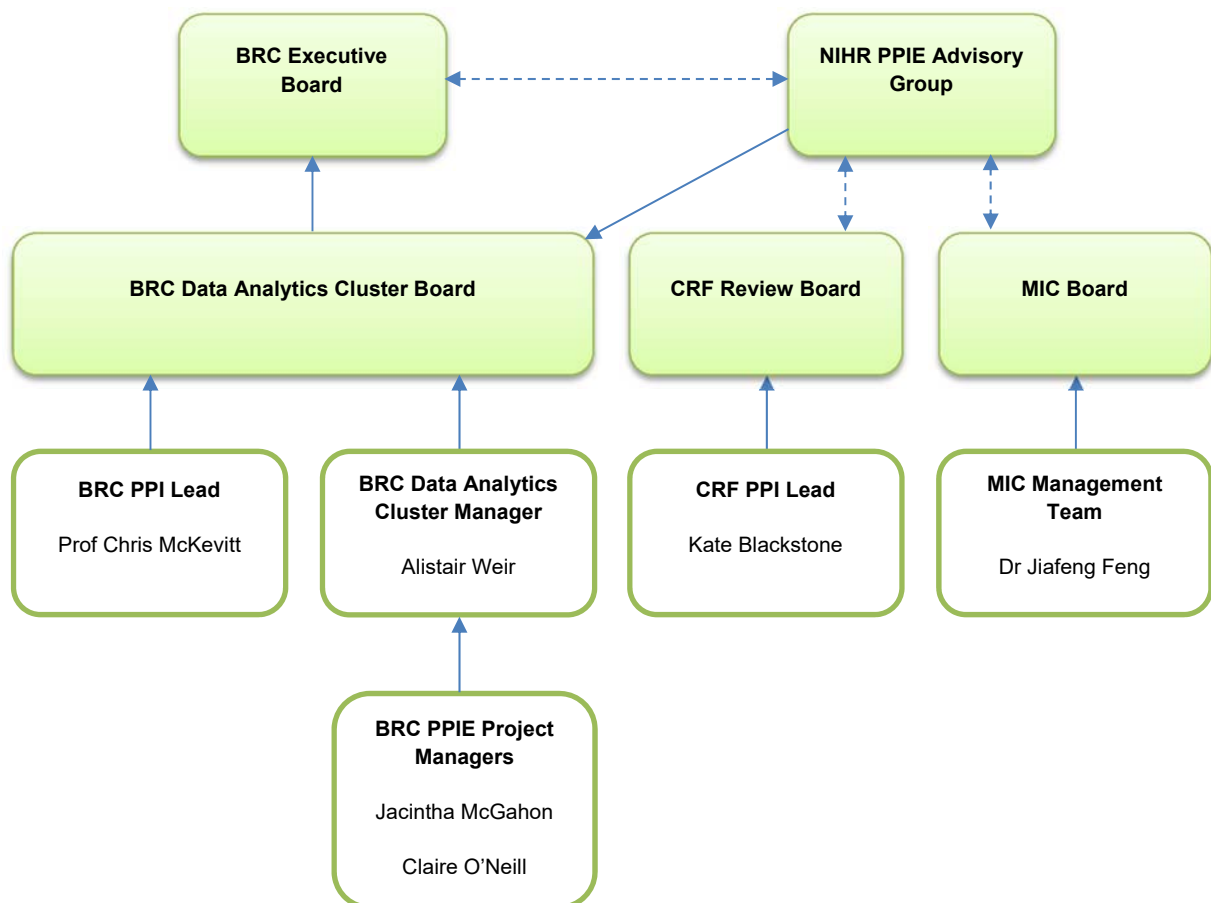 BRC Executive
Board
NIHR PPIE Advisory
Group
BRC Data Analytics Cluster Board
CRF Review Board
MIC Board
BRC PPI Lead
Prof Chris McKevitt
BRC Data Analytics
Cluster Manager
Alistair Weir
CRF PPI Lead
Kate Blackstone
MIC Management
Team
Dr Jiafeng Feng
BRC PPIE Project
Managers
Jacintha McGahon
Claire O’Neill